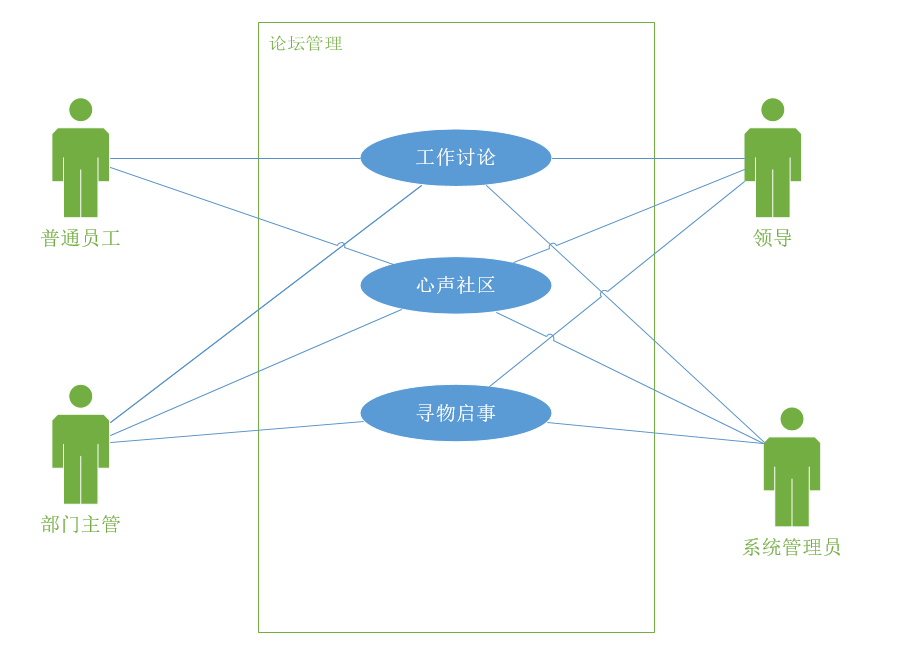 论坛管理
工作讨论
普通员工
领导
心声社区
寻物启事
部门主管
系统管理员